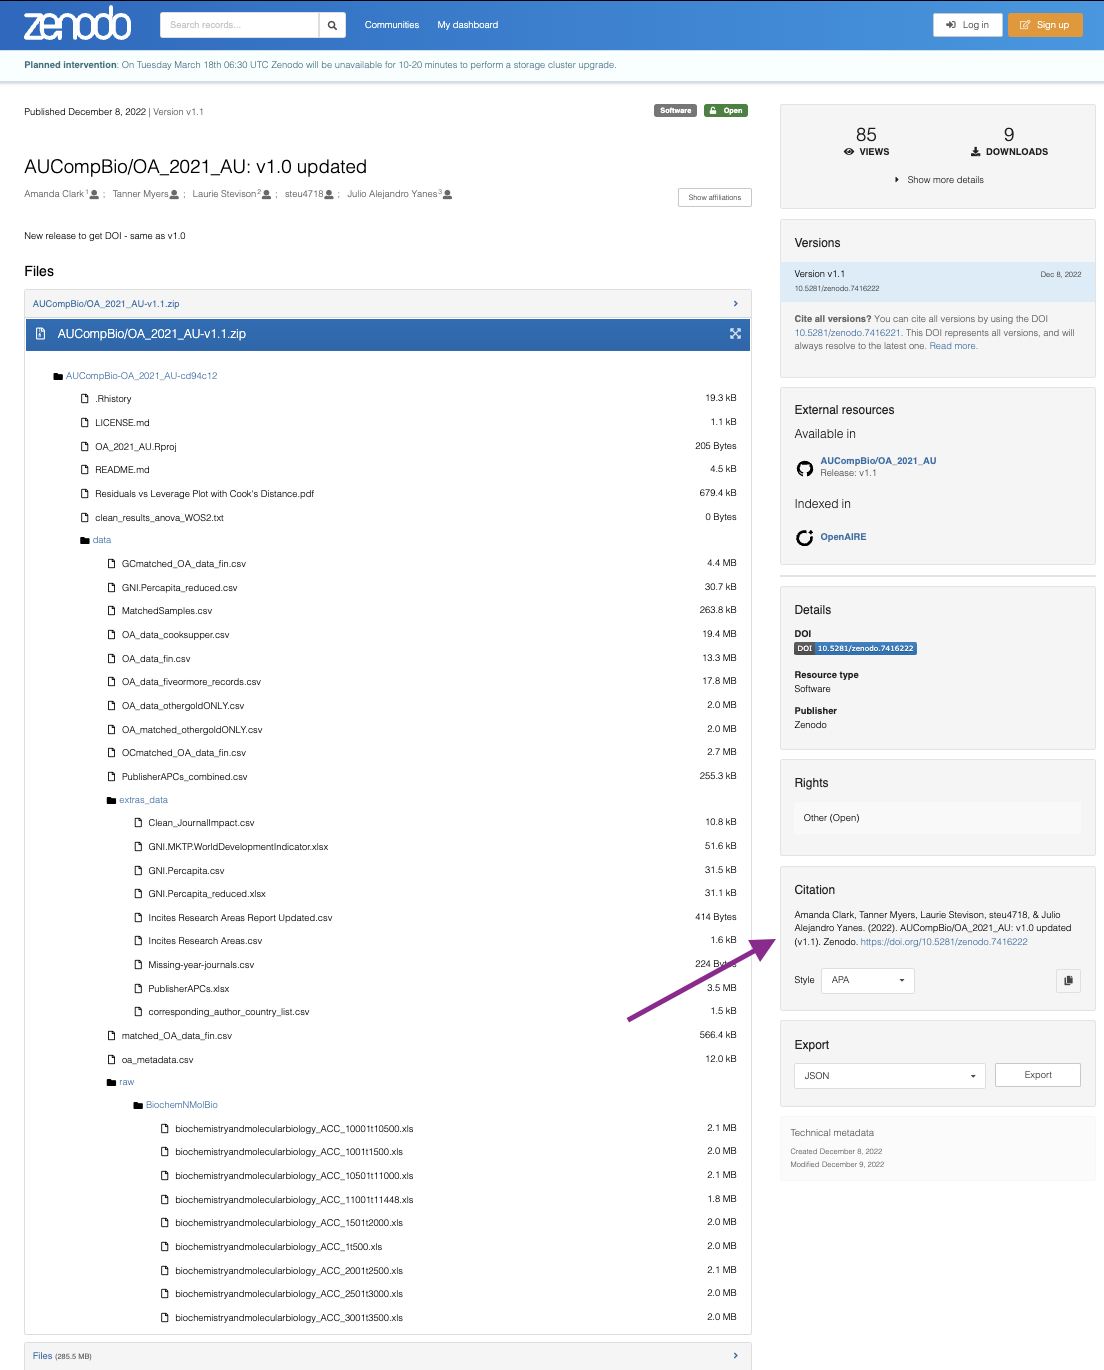 zenodo
Search records...
Communities
My dashboard
Log in
Sign up
Planned intervention: On Tuesday March 18th 06:30 UTC Zenodo will be unavailable for 10-20 minutes to perform a storage cluster upgrade.
Published December 8, 2022 | Version v1.1
Software
Open
AUCompBio/OA_2021_AU: v1.0 updated
Amanda Clark1 ; Tanner Myers ; Laurie Stevison2 ; steu4718 ; Julio Alejandro Yanes3
Show affiliations
New release to get DOI - same as v1.0
Files
AUCompBio/OA_2021_AU-v1.1.zip
AUCompBio/OA_2021_AU-v1.1.zip
AUCompBio-OA_2021_AU-cd94c12
.Rhistory 19.3 kB
LICENSE.md 1.1 kB
OA_2021_AU.Rproj 205 Bytes
README.md 4.5 kB
Residuals vs Leverage Plot with Cook's Distance.pdf 679.4 kB
clean_results_anova_WOS2.txt 0 Bytes
data
GCmatched_OA_data_fin.csv 4.4 MB
GNI.Percapita_reduced.csv 30.7 kB
MatchedSamples.csv 263.8 kB
OA_data_cooksupper.csv 19.4 MB
OA_data_fin.csv 13.3 MB
OA_data_fiveormore_records.csv 17.8 MB
OA_data_othergoldONLY.csv 2.0 MB
OA_matched_othergoldONLY.csv 2.0 MB
OCmatched_OA_data_fin.csv 2.7 MB
PublisherAPCs_combined.csv 255.3 kB
extras_data
Clean_JournalImpact.csv 10.8 kB
GNI.MKTP.WorldDevelopmentIndicator.xlsx 51.6 kB
GNI.Percapita.csv 31.5 kB
GNI.Percapita_reduced.xlsx 31.1 kB
Incites Research Areas Report Updated.csv 414 Bytes
Incites Research Areas.csv 1.6 kB
Missing-year-journals.csv 224 Bytes
PublisherAPCs.xlsx 3.5 MB
corresponding_author_country_list.csv 1.5 kB
matched_OA_data_fin.csv 566.4 kB
oa_metadata.csv 12.0 kB
raw
BiochemNMolBio
biochemistryandmolecularbiology_ACC_10001t10500.xls 2.1 MB
biochemistryandmolecularbiology_ACC_1001t1500.xls 2.0 MB
biochemistryandmolecularbiology_ACC_10501t11000.xls 2.1 MB
biochemistryandmolecularbiology_ACC_11001t11448.xls 1.8 MB
biochemistryandmolecularbiology_ACC_1501t2000.xls 2.0 MB
biochemistryandmolecularbiology_ACC_1t500.xls 2.0 MB
biochemistryandmolecularbiology_ACC_2001t2500.xls 2.1 MB
biochemistryandmolecularbiology_ACC_2501t3000.xls 2.0 MB
biochemistryandmolecularbiology_ACC_3001t3500.xls 2.0 MB
Files (285.5 MB)
85 9
VIEWS DOWNLOADS
Show more details
Versions
Version v1.1 Dec 8, 2022
10.5281/zenodo.7416222
Cite all versions? You can cite all versions by using the DOI
10.5281/zenodo.7416221. This DOI represents all versions, and will
always resolve to the latest one. Read more.
External resources
Available in
AUCompBio/OA_2021_AU
Release: v1.1
Indexed in
OpenAIRE
Details
DOI
DOI 10.5281/zenodo.7416222
Resource type
Software
Publisher
Zenodo
Rights
Other (Open)
Citation
Amanda Clark, Tanner Myers, Laurie Stevison, steu4718, & Julio
Alejandro Yanes. (2022). AUCompBio/OA_2021_AU: v1.0 updated
(v1.1). Zenodo. https://doi.org/10.5281/zenodo.7416222
Style APA
Export
JSON Export
Technical metadata
Created December 8, 2022
Modified December 9, 2022